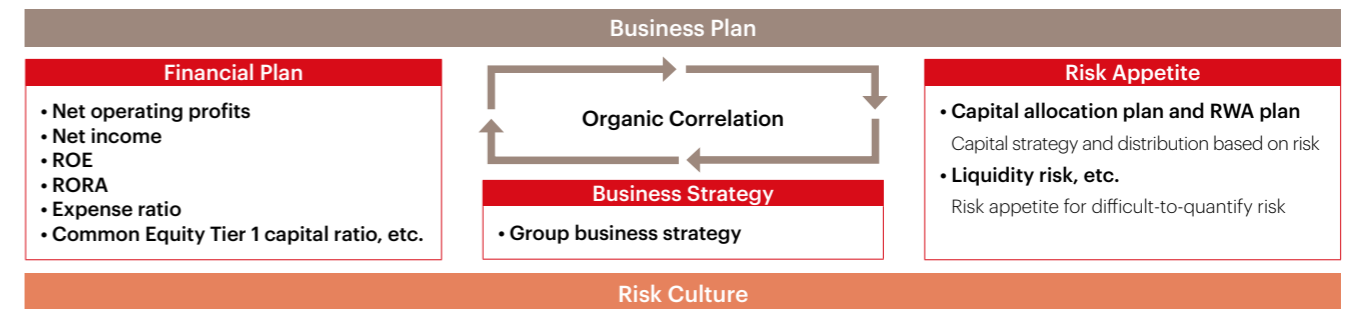 Business Plan
Financial Plan
• Net operating profits
• Net income
• ROE
• RORA
• Expense ratio
• Common Equity Tier 1 capital ratio, etc.
Organic Correlation
Business Strategy
• Group business strategy
Risk Appetite
• Capital allocation plan and RWA plan
Capital strategy and distribution based on risk
• Liquidity risk, etc.
Risk appetite for difficult-to-quantify risk
Risk Culture